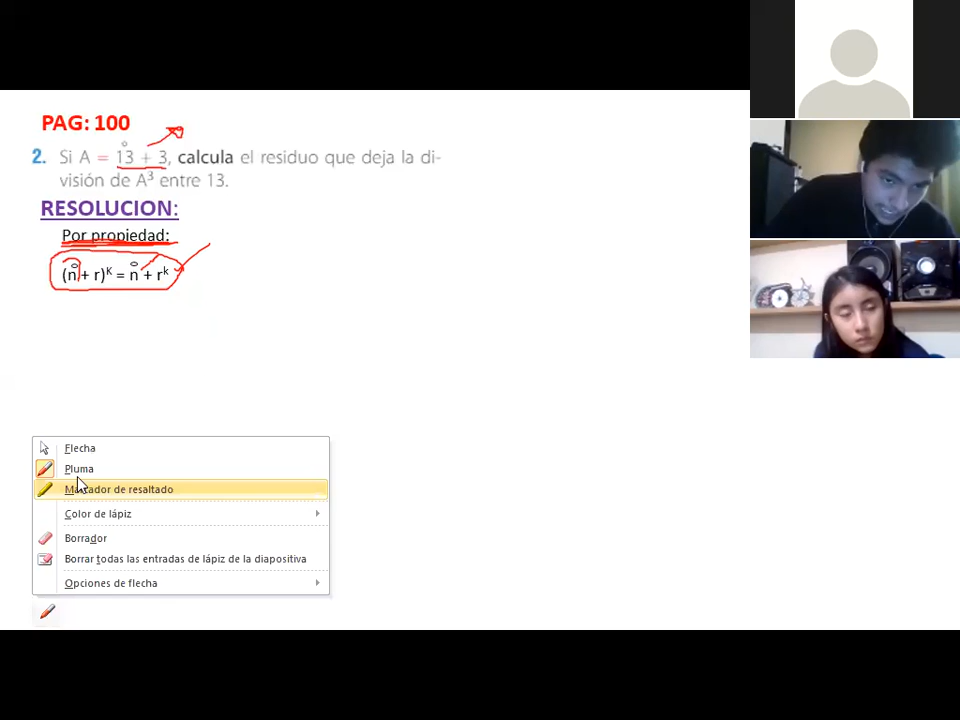 PAG: 100
2. Si A = 13° + 3, calcula el residuo que deja la di-
visión de A³ entre 13.
RESOLUCION:
Por propiedad:
(n° + r)ᴷ = n° + rᵏ
Flecha
Pluma
Marcador de resaltado
Color de lápiz
Borrador
Borrar todas las entradas de lápiz de la diapositiva
Opciones de flecha